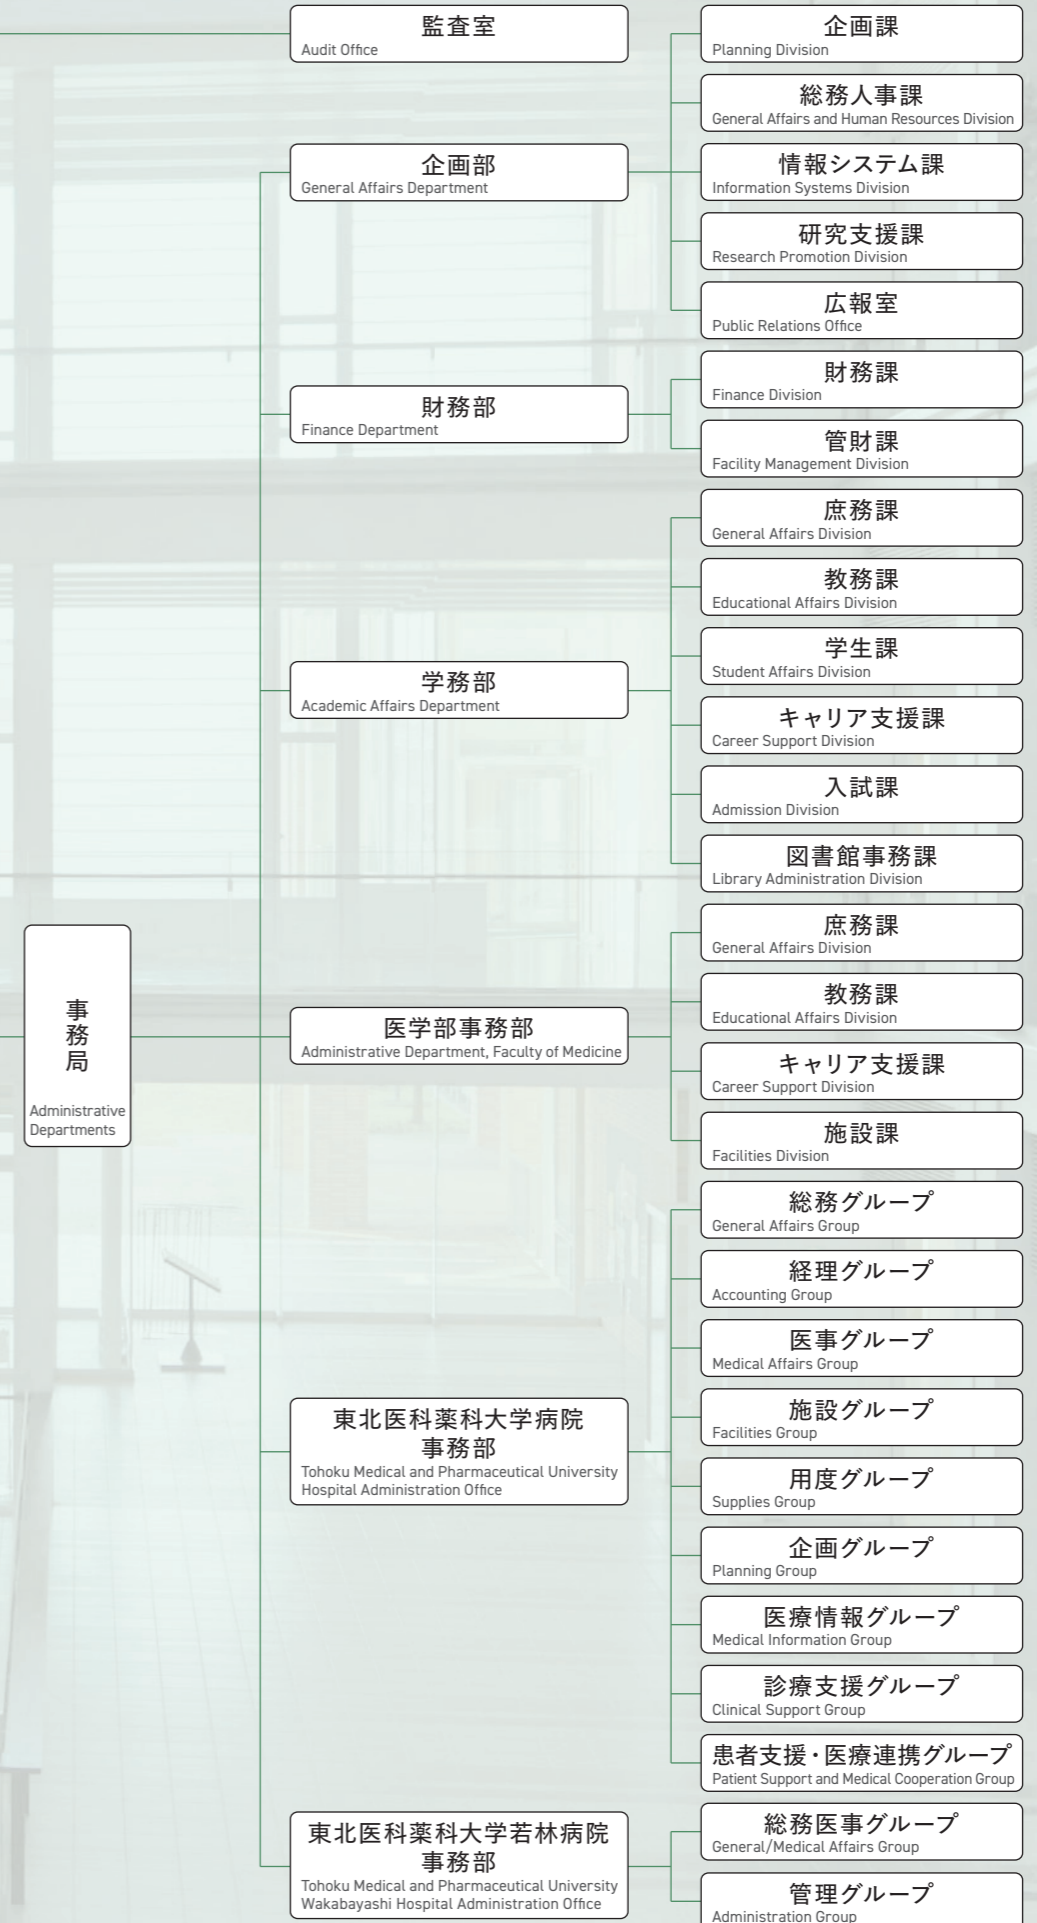 監査室
Audit Office
企画部
General Affairs Department
企画課
Planning Division
総務人事課
General Affairs and Human Resources Division
情報システム課
Information Systems Division
研究支援課
Research Promotion Division
広報室
Public Relations Office
財務部
Finance Department
財務課
Finance Division
管財課
Facility Management Division
学務部
Academic Affairs Department
庶務課
General Affairs Division
教務課
Educational Affairs Division
学生課
Student Affairs Division
キャリア支援課
Career Support Division
入試課
Admission Division
図書館事務課
Library Administration Division
事務局
Administrative
Departments
医学部事務部
Administrative Department, Faculty of Medicine
庶務課
General Affairs Division
教務課
Educational Affairs Division
キャリア支援課
Career Support Division
施設課
Facilities Division
東北医科薬科大学病院
事務部
Tohoku Medical and Pharmaceutical University
Hospital Administration Office
総務グループ
General Affairs Group
経理グループ
Accounting Group
医事グループ
Medical Affairs Group
施設グループ
Facilities Group
用度グループ
Supplies Group
企画グループ
Planning Group
医療情報グループ
Medical Information Group
診療支援グループ
Clinical Support Group
患者支援・医療連携グループ
Patient Support and Medical Cooperation Group
東北医科薬科大学若林病院
事務部
Tohoku Medical and Pharmaceutical University
Wakabayashi Hospital Administration Office
総務医事グループ
General/Medical Affairs Group
管理グループ
Administration Group